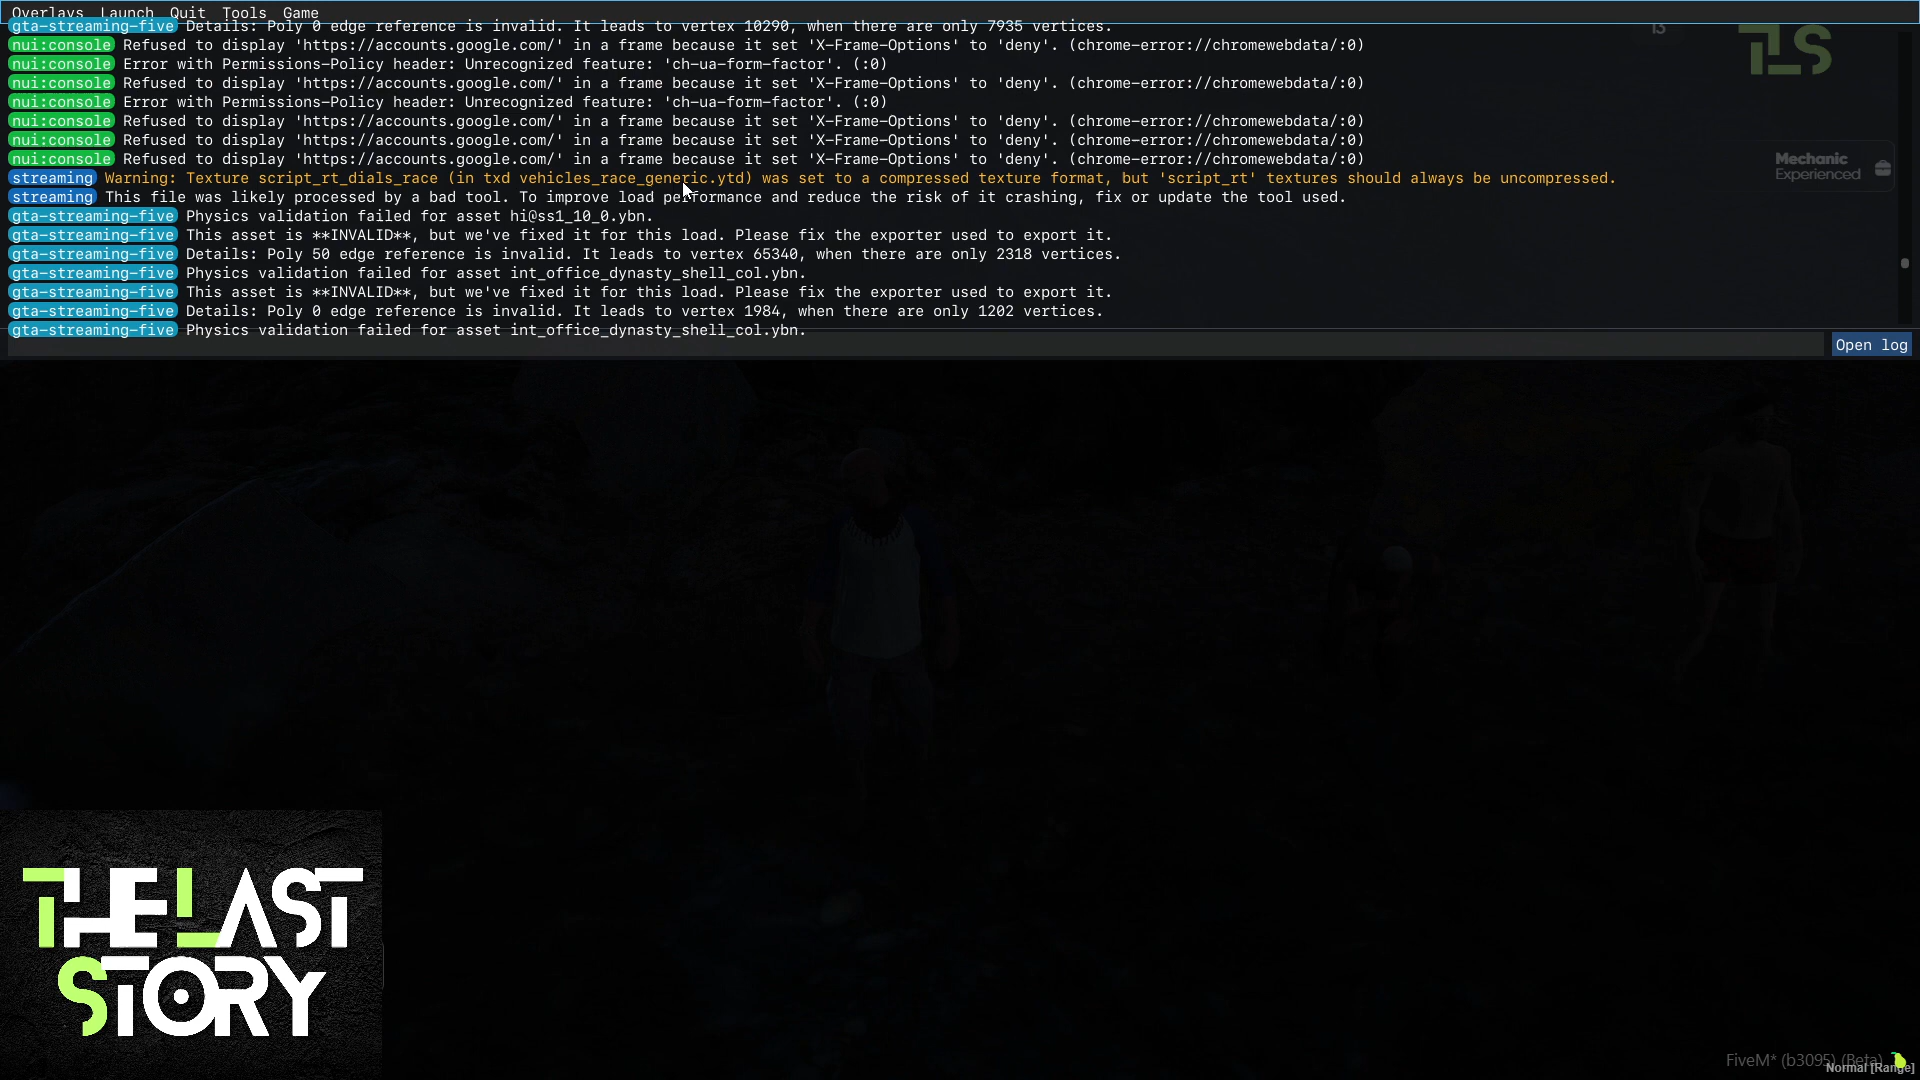 Overlays Launch Quit Tools Game
gta-streaming-five Details: Poly 0 edge reference is invalid. It leads to vertex 10290, when there are only 7935 vertices.
nui:console Refused to display 'https://accounts.google.com/' in a frame because it set 'X-Frame-Options' to 'deny'. (chrome-error://chromewebdata/:0)
nui:console Error with Permissions-Policy header: Unrecognized feature: 'ch-ua-form-factor'. (:0)
nui:console Refused to display 'https://accounts.google.com/' in a frame because it set 'X-Frame-Options' to 'deny'. (chrome-error://chromewebdata/:0)
nui:console Error with Permissions-Policy header: Unrecognized feature: 'ch-ua-form-factor'. (:0)
nui:console Refused to display 'https://accounts.google.com/' in a frame because it set 'X-Frame-Options' to 'deny'. (chrome-error://chromewebdata/:0)
nui:console Refused to display 'https://accounts.google.com/' in a frame because it set 'X-Frame-Options' to 'deny'. (chrome-error://chromewebdata/:0)
nui:console Refused to display 'https://accounts.google.com/' in a frame because it set 'X-Frame-Options' to 'deny'. (chrome-error://chromewebdata/:0)
streaming Warning: Texture script_rt_dials_race (in txd vehicles_race_generic.ytd) was set to a compressed texture format, but 'script_rt' textures should always be uncompressed.
streaming This file was likely processed by a bad tool. To improve load performance and reduce the risk of it crashing, fix or update the tool used.
gta-streaming-five Physics validation failed for asset hi@ss1_10_0.ybn.
gta-streaming-five This asset is **INVALID**, but we've fixed it for this load. Please fix the exporter used to export it.
gta-streaming-five Details: Poly 50 edge reference is invalid. It leads to vertex 65340, when there are only 2318 vertices.
gta-streaming-five Physics validation failed for asset int_office_dynasty_shell_col.ybn.
gta-streaming-five This asset is **INVALID**, but we've fixed it for this load. Please fix the exporter used to export it.
gta-streaming-five Details: Poly 0 edge reference is invalid. It leads to vertex 1984, when there are only 1202 vertices.
gta-streaming-five Physics validation failed for asset int_office_dynasty_shell_col.ybn.
Open log
13
TLS
Mechanic
Experienced
THE LAST
STORY
FiveM* (b3095) (Beta)
Normal [Range]